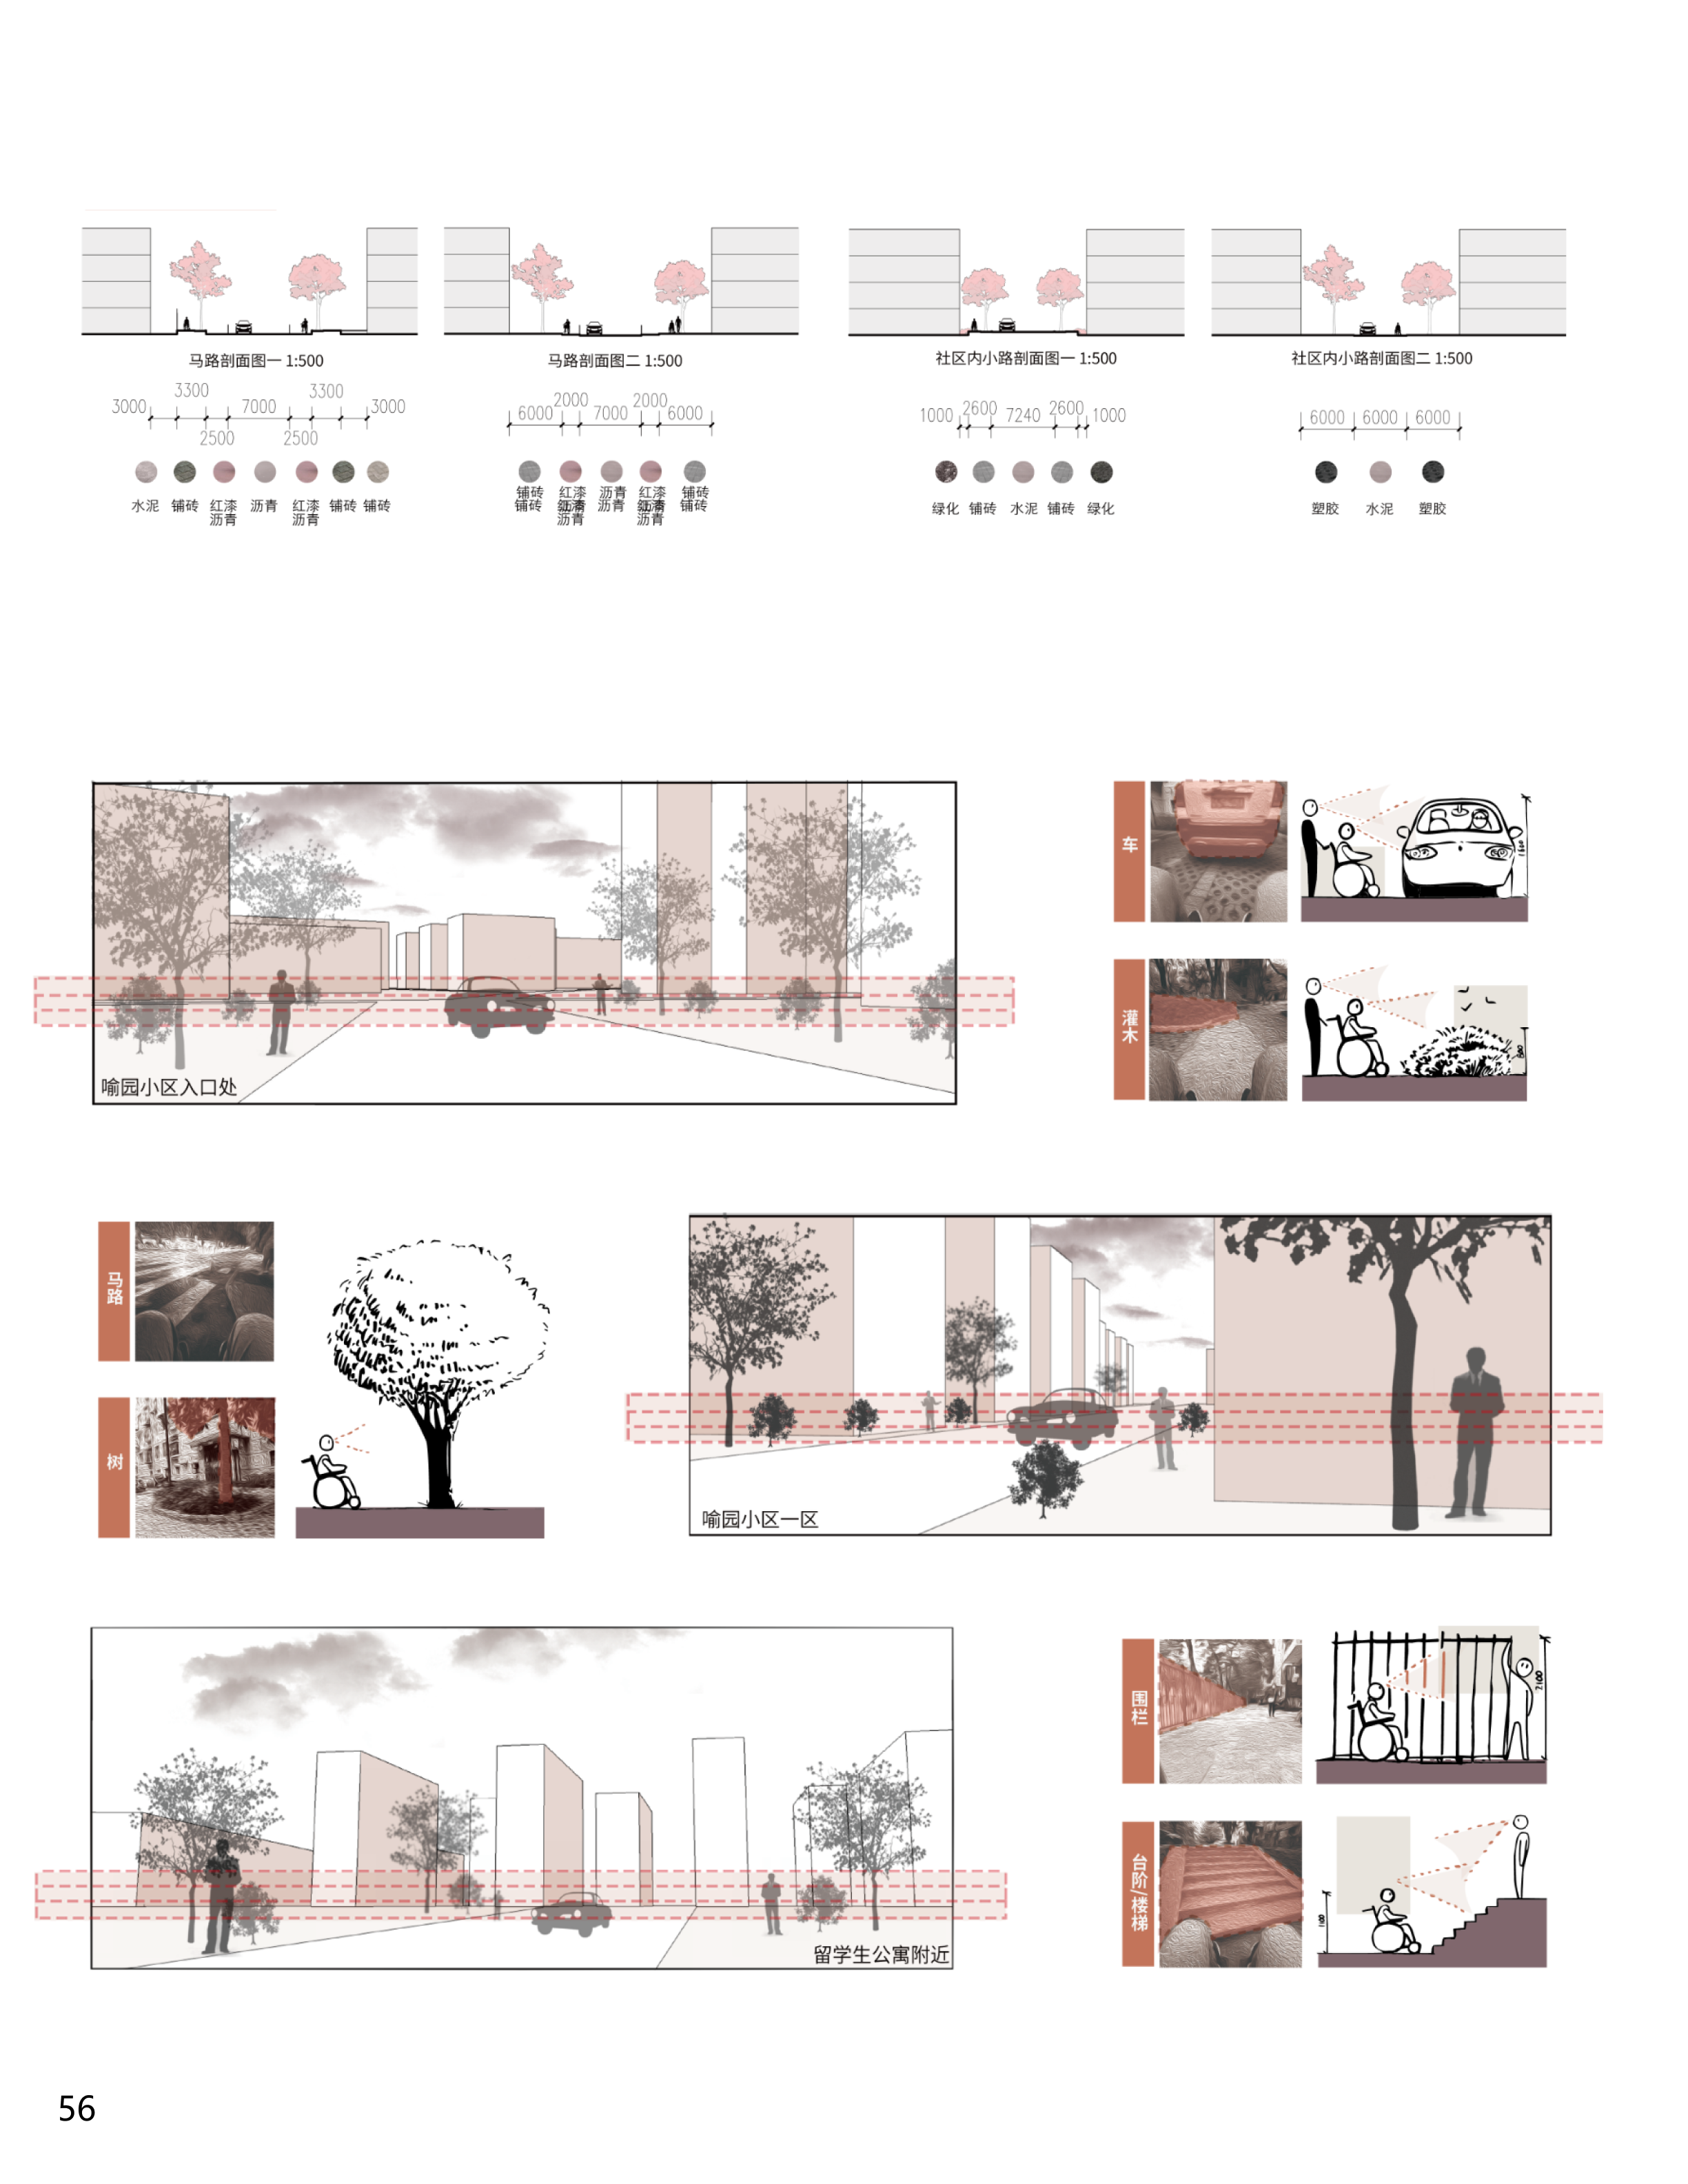 马路剖面图一 1:500
马路剖面图二 1:500
社区内小路剖面图一 1:500
社区内小路剖面图二 1:500
3000 3300 2500 7000 2500 3300 3000
6000 2000 7000 2000 6000
1000 2600 7240 2600 1000
6000 6000 6000
水泥 铺砖 红漆沥青 沥青 红漆沥青 铺砖 铺砖
铺砖 红漆 沥青 红漆 铺砖
铺砖 红漆沥青 沥青 红漆沥青 铺砖
绿化 铺砖 水泥 铺砖 绿化
塑胶 水泥 塑胶
喻园小区入口处
车
1600
灌木
马路
树
喻园小区一区
留学生公寓附近
围栏
2100
台阶/楼梯
56